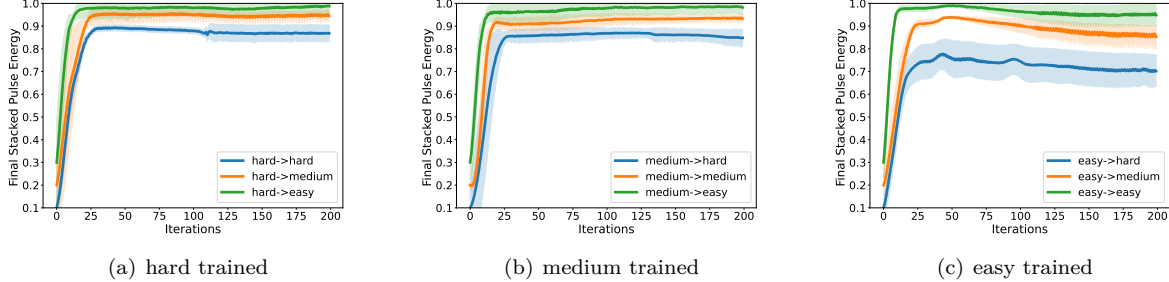 Final Stacked Pulse Energy
1.0
0.9
0.8
0.7
0.6
0.5
0.4
0.3
0.2
0.1
hard->hard
hard->medium
hard->easy
0 25 50 75 100 125 150 175 200
Iterations
(a) hard trained
Final Stacked Pulse Energy
1.0
0.9
0.8
0.7
0.6
0.5
0.4
0.3
0.2
0.1
medium->hard
medium->medium
medium->easy
0 25 50 75 100 125 150 175 200
Iterations
(b) medium trained
Final Stacked Pulse Energy
1.0
0.9
0.8
0.7
0.6
0.5
0.4
0.3
0.2
0.1
easy->hard
easy->medium
easy->easy
0 25 50 75 100 125 150 175 200
Iterations
(c) easy trained